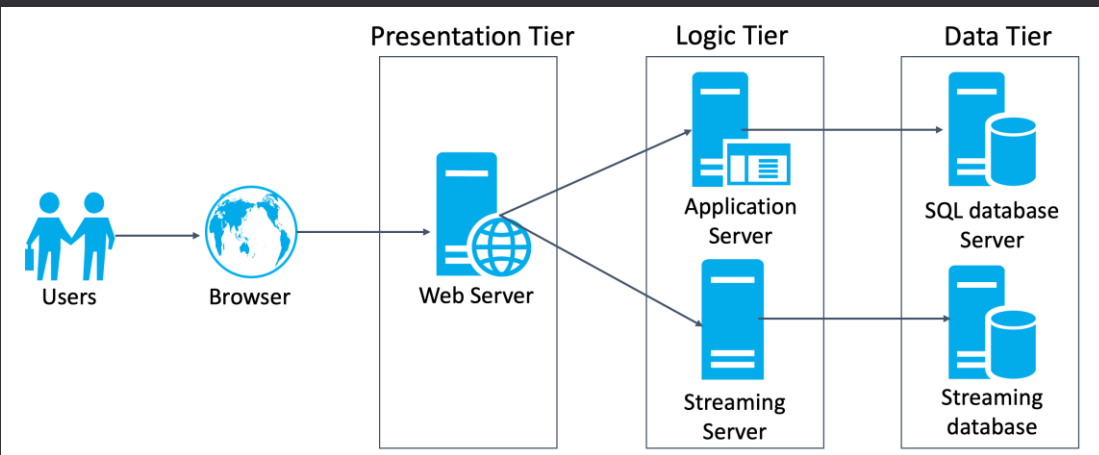 Presentation Tier
Logic Tier
Data Tier
Users
Browser
Web Server
Application
Server
SQL database
Server
Streaming
Server
Streaming
database